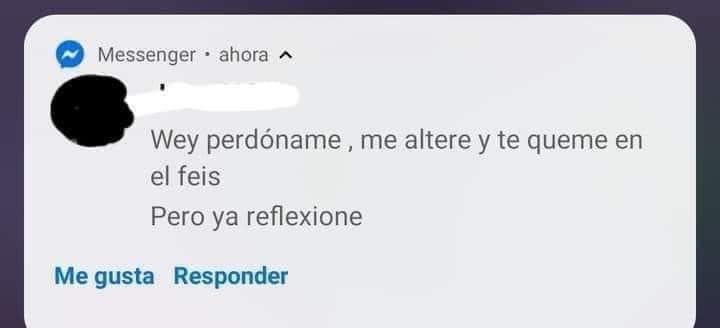 Messenger • ahora
Wey perdóname , me altere y te queme en
el feis
Pero ya reflexione
Me gusta Responder